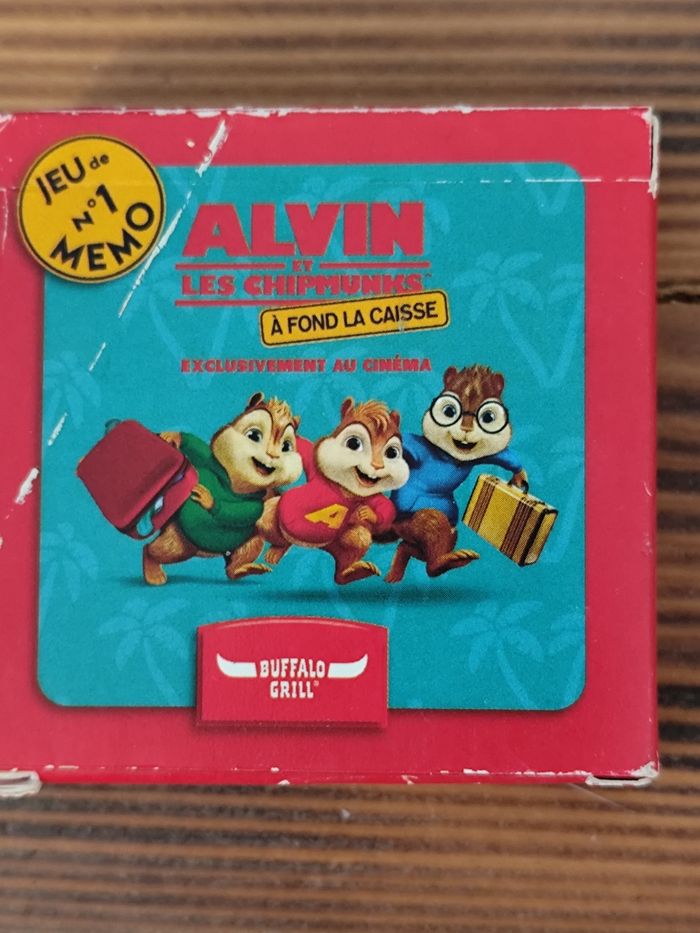 JEU de
N°1
MEMO
ALVIN
ET
LES CHIPMUNKS
À FOND LA CAISSE
EXCLUSIVEMENT AU CINÉMA
A
BUFFALO
GRILL